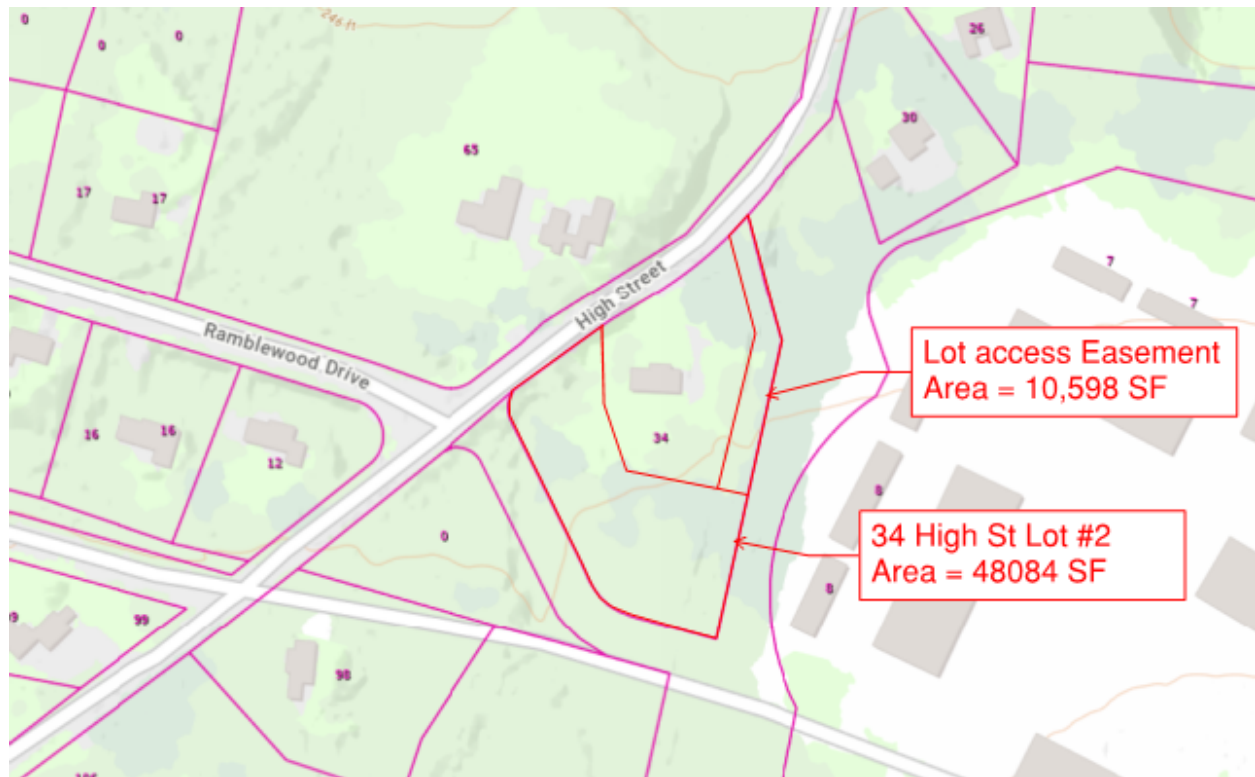 0
0
0
246 ft
26
30
65
17
17
7
7
High Street
Ramblewood Drive
Lot access Easement
Area = 10,598 SF
16
16
12
34
8
0
34 High St Lot #2
Area = 48084 SF
8
99
98